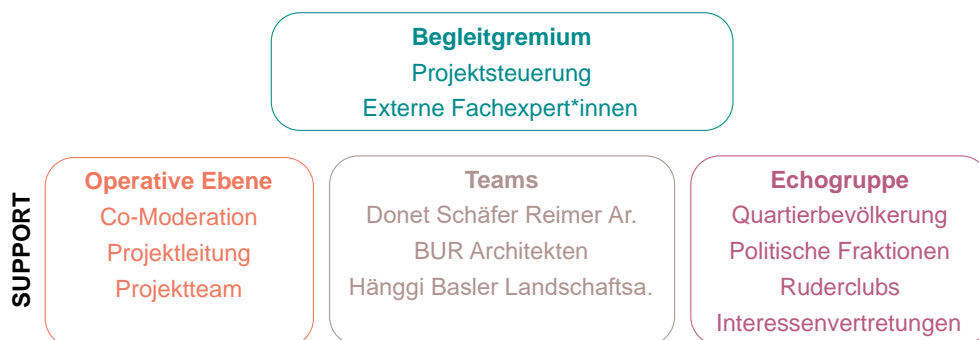 Begleitgremium
Projektsteuerung
Externe Fachexpert*innen
SUPPORT
Operative Ebene
Co-Moderation
Projektleitung
Projektteam
Teams
Donet Schäfer Reimer Ar.
BUR Architekten
Hänggi Basler Landschaftsa.
Echogruppe
Quartierbevölkerung
Politische Fraktionen
Ruderclubs
Interessenvertretungen